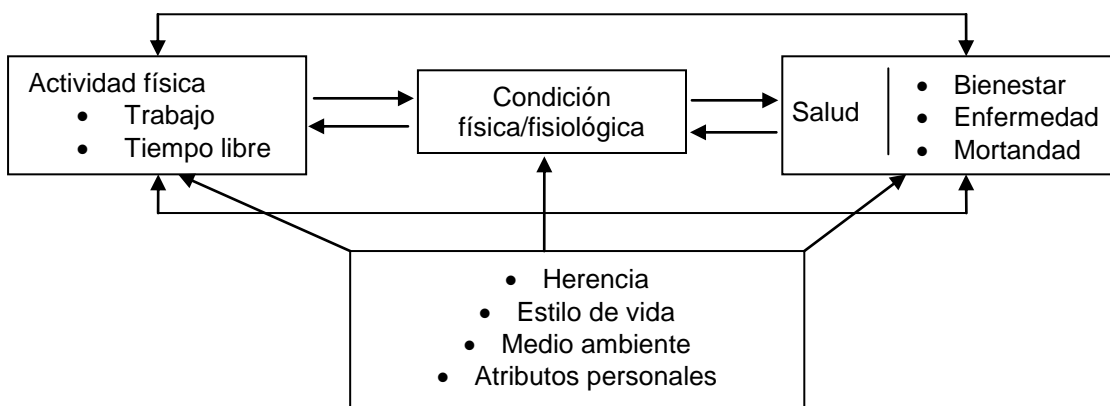 Actividad física
• Trabajo
• Tiempo libre
Condición
física/fisiológica
Salud
• Bienestar
• Enfermedad
• Mortandad
• Herencia
• Estilo de vida
• Medio ambiente
• Atributos personales